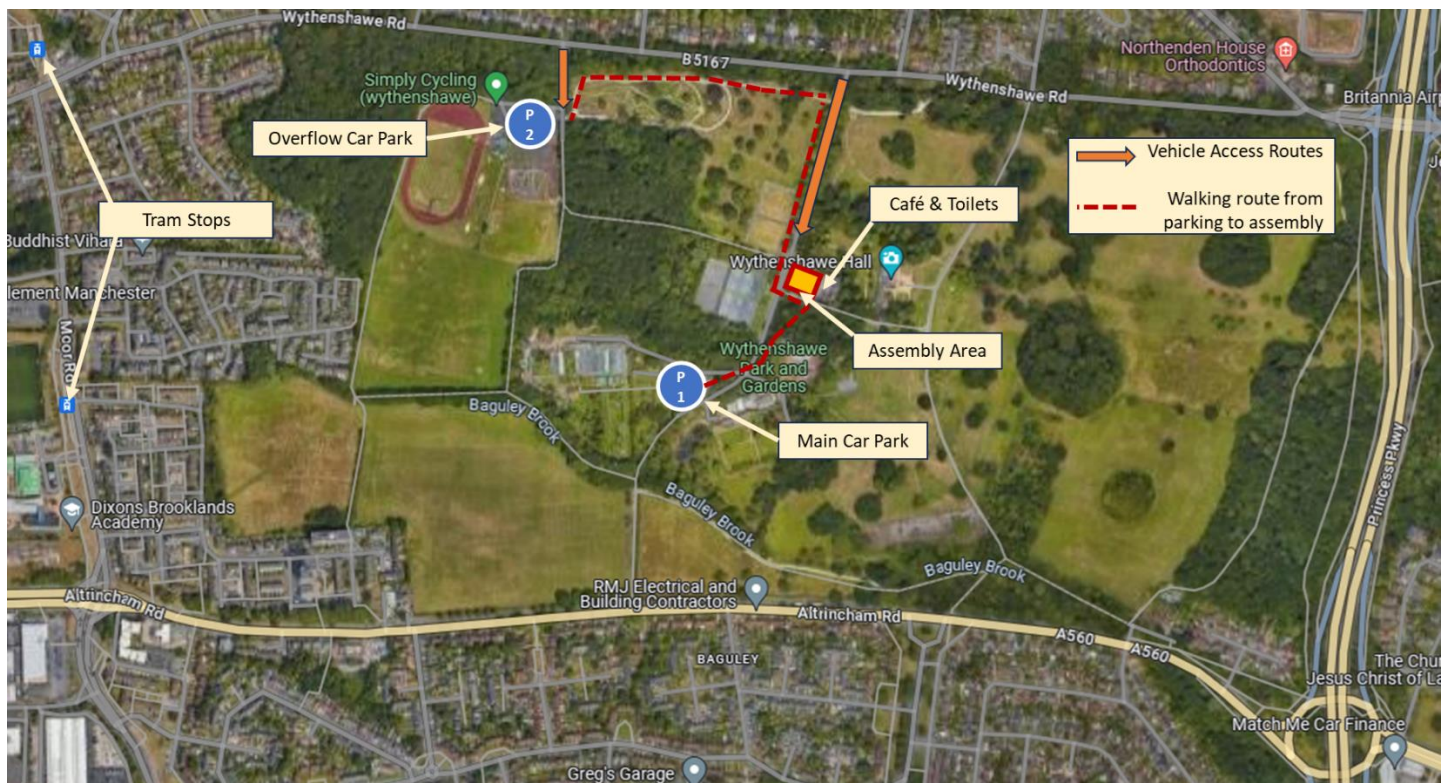 Wythenshawe Rd
B5167
Wythenshawe Rd
Northenden House
Orthodontics
Britannia Air
Simply Cycling
(wythenshawe)
P
2
Overflow Car Park
Vehicle Access Routes
Walking route from
parking to assembly
Café & Toilets
Tram Stops
Buddhist Vihara
lement Manchester
Wythenshawe Hall
Moor Rd
Assembly Area
Wythenshawe
Park and
Gardens
P
1
Main Car Park
Baguley Brook
Baguley Brook
Baguley Brook
Princess Pkwy
Dixons Brooklands
Academy
RMJ Electrical and
Building Contractors
Altrincham Rd
Altrincham Rd
A560
A560
BAGULEY
The Chu
Jesus Christ of La
Match Me Car Finance
Greg's Garage